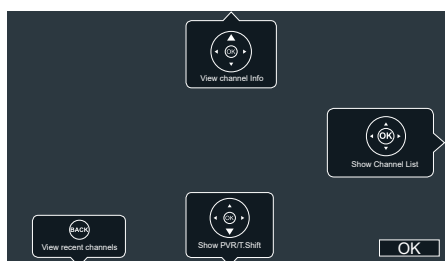 OK
View channel Info
OK
Show Channel List
BACK
View recent channels
OK
Show PVR/T.Shift
OK